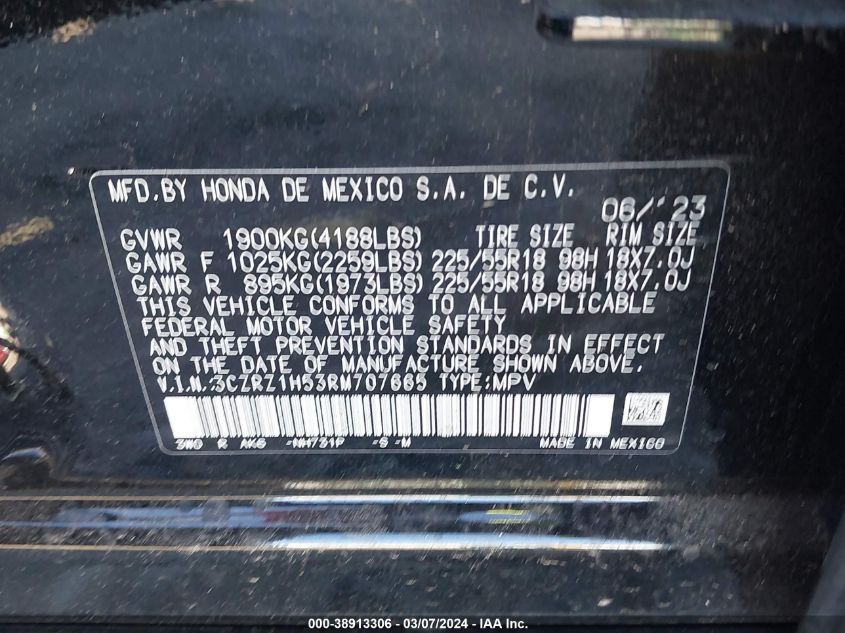 MFD.BY HONDA DE MEXICO S.A. DE C.V.
06/'23
GVWR 1900KG(4188LBS) TIRE SIZE RIM SIZE
GAWR F 1025KG(2259LBS) 225/55R18 98H 18X7.0J
GAWR R 895KG(1973LBS) 225/55R18 98H 18X7.0J
THIS VEHICLE CONFORMS TO ALL APPLICABLE
FEDERAL MOTOR VEHICLE SAFETY
AND THEFT PREVENTION STANDARDS IN EFFECT
ON THE DATE OF MANUFACTURE SHOWN ABOVE.
V.I.N.:3CZRZ1H53RM707665 TYPE:MPV
3W0 R AK6 -NH731P -S -M MADE IN MEXICO
000-38913306 - 03/07/2024 - IAA Inc.